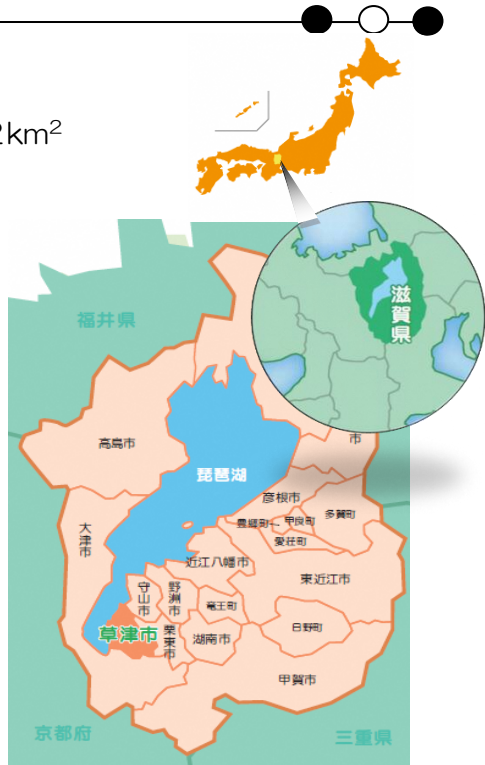 km²
滋賀県
福井県
高島市
琵琶湖
市
彦根市
多賀町
豊郷町
甲良町
愛荘町
大津市
近江八幡市
東近江市
守山市
野洲市
竜王町
日野町
草津市
栗東市
湖南市
甲賀市
京都府
三重県